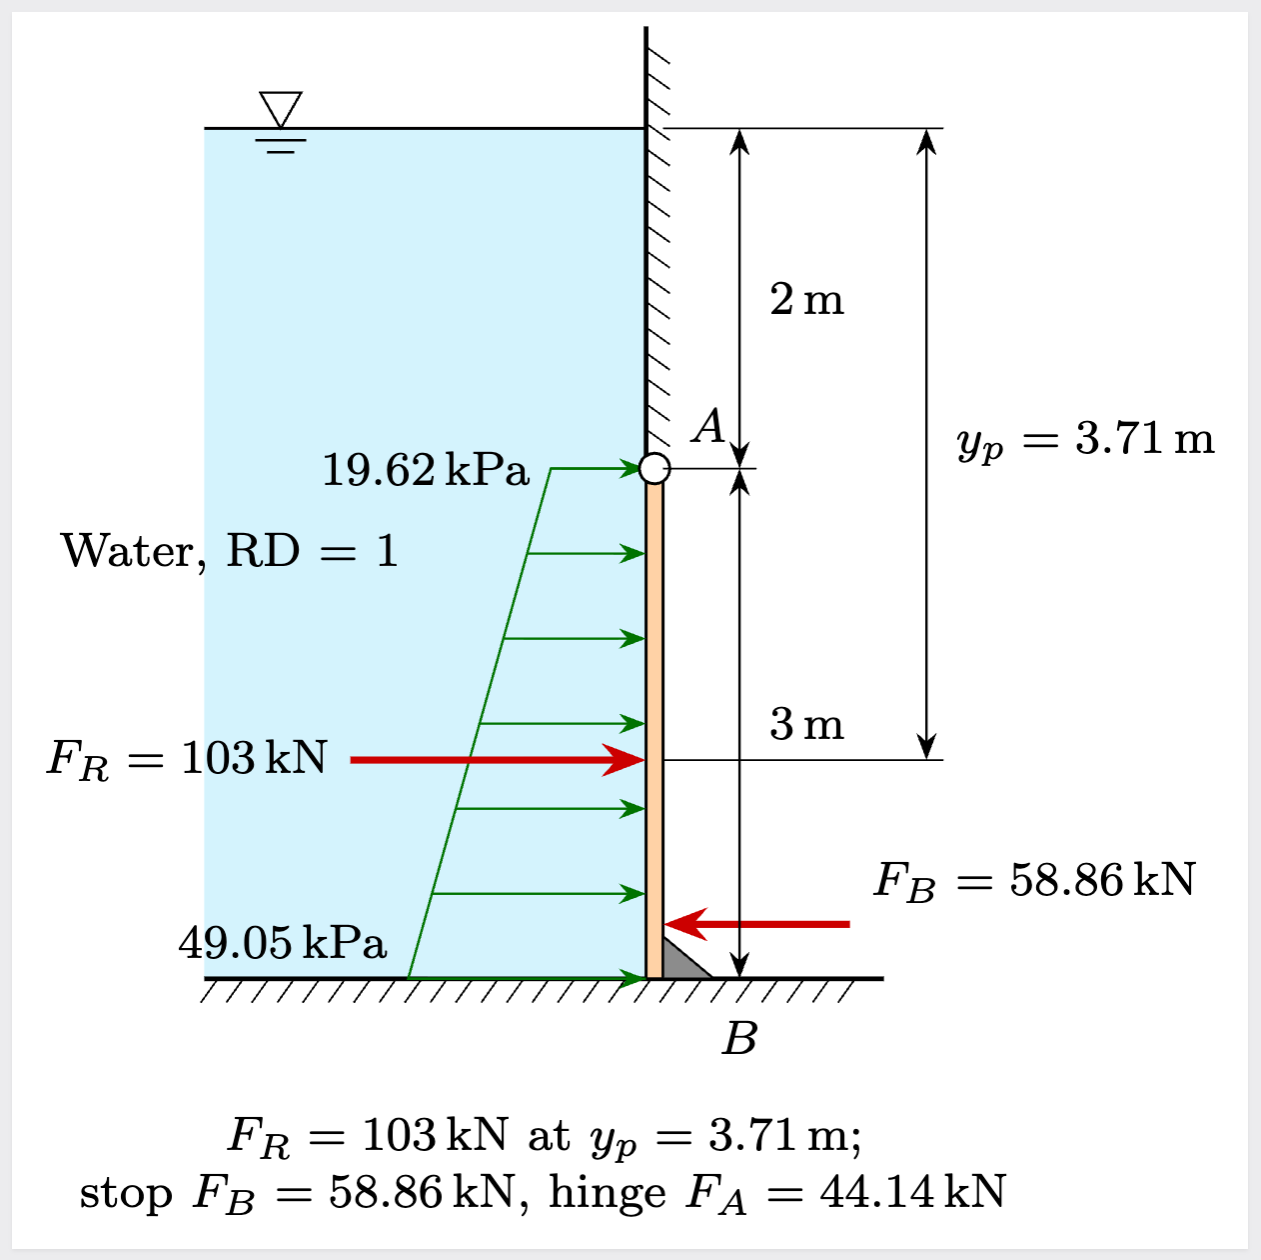 2 m
A
y_p = 3.71 m
19.62 kPa
Water, RD = 1
3 m
F_R = 103 kN
F_B = 58.86 kN
49.05 kPa
B
F_R = 103 kN at y_p = 3.71 m;
stop F_B = 58.86 kN, hinge F_A = 44.14 kN